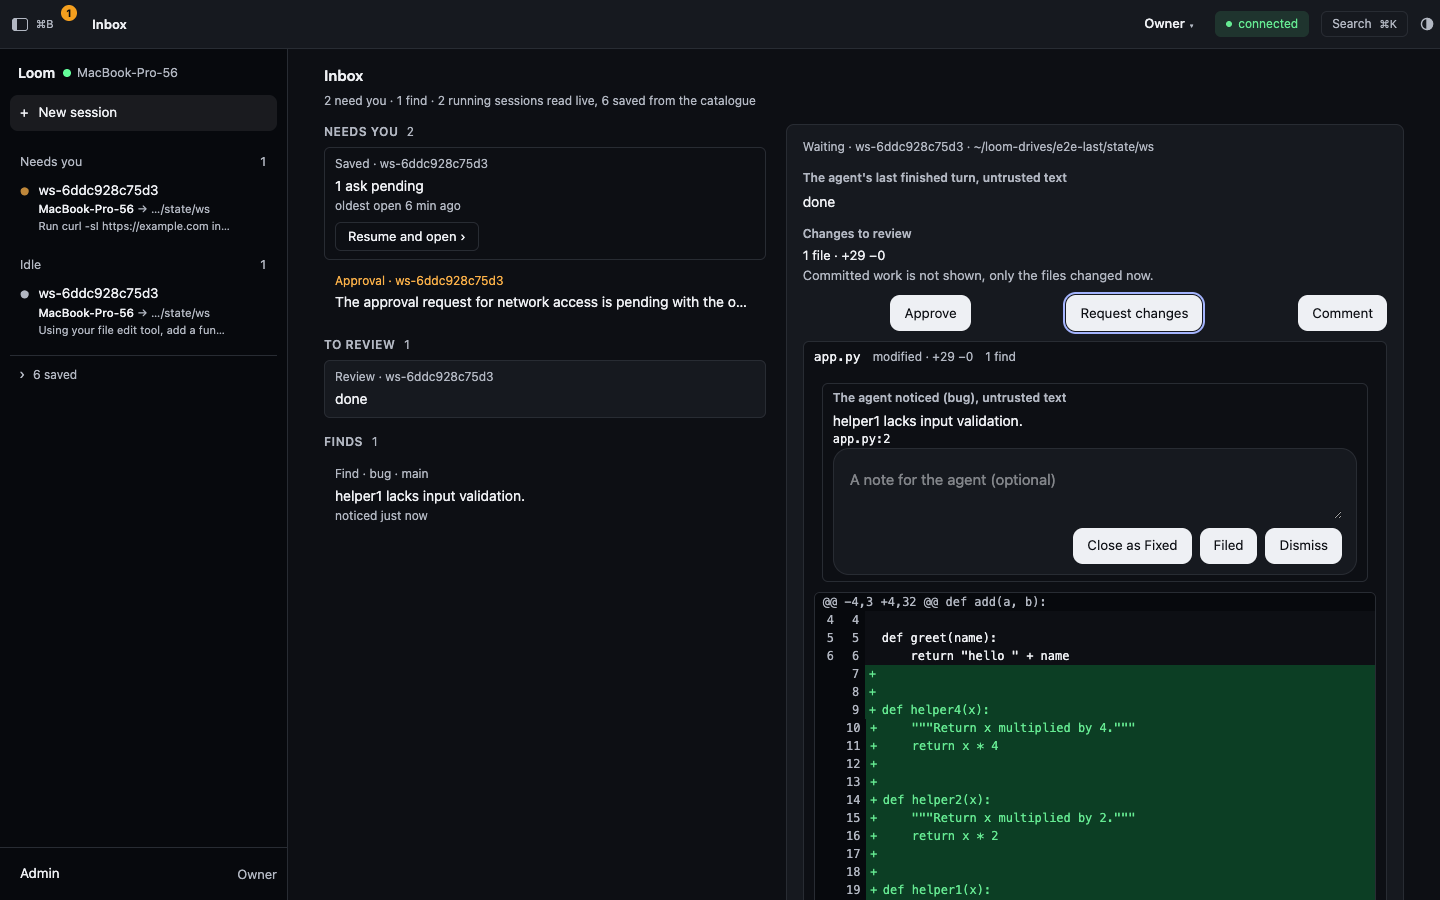 ⌘B
1
Inbox
Owner
connected
Search ⌘K
Loom MacBook-Pro-56
+ New session
Needs you 1
ws-6ddc928c75d3
MacBook-Pro-56 → .../state/ws
Run curl -sI https://example.com in...
Idle 1
ws-6ddc928c75d3
MacBook-Pro-56 → .../state/ws
Using your file edit tool, add a fun...
› 6 saved
Admin Owner
Inbox
2 need you · 1 find · 2 running sessions read live, 6 saved from the catalogue
NEEDS YOU 2
Saved · ws-6ddc928c75d3
1 ask pending
oldest open 6 min ago
Resume and open ›
Approval · ws-6ddc928c75d3
The approval request for network access is pending with the o...
TO REVIEW 1
Review · ws-6ddc928c75d3
done
FINDS 1
Find · bug · main
helper1 lacks input validation.
noticed just now
Waiting · ws-6ddc928c75d3 · ~/loom-drives/e2e-last/state/ws
The agent's last finished turn, untrusted text
done
Changes to review
1 file · +29 −0
Committed work is not shown, only the files changed now.
Approve
Request changes
Comment
app.py modified · +29 −0 1 find
The agent noticed (bug), untrusted text
helper1 lacks input validation.
app.py:2
A note for the agent (optional)
Close as Fixed
Filed
Dismiss
@@ −4,3 +4,32 @@ def add(a, b):
4 4
5 5 def greet(name):
6 6 return "hello " + name
7 +
8 +
9 + def helper4(x):
10 + """Return x multiplied by 4."""
11 + return x * 4
12 +
13 +
14 + def helper2(x):
15 + """Return x multiplied by 2."""
16 + return x * 2
17 +
18 +
19 + def helper1(x):